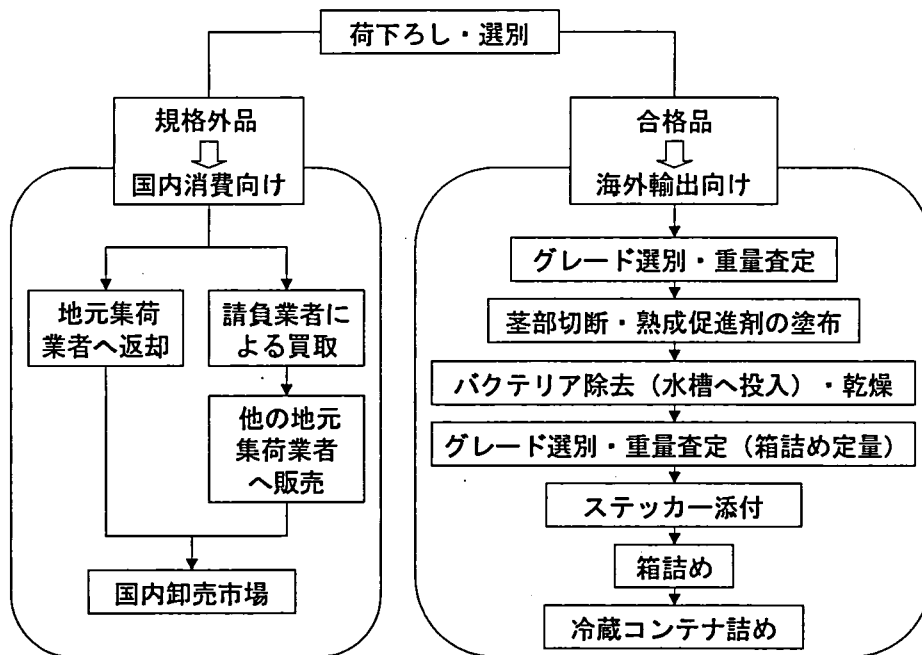 荷下ろし・選別
規格外品
国内消費向け
地元集荷
業者へ返却
請負業者に
よる買取
他の地元
集荷業者
へ販売
国内卸売市場
合格品
海外輸出向け
グレード選別・重量査定
茎部切断・熟成促進剤の塗布
バクテリア除去（水槽へ投入）・乾燥
グレード選別・重量査定（箱詰め定量）
ステッカー添付
箱詰め
冷蔵コンテナ詰め